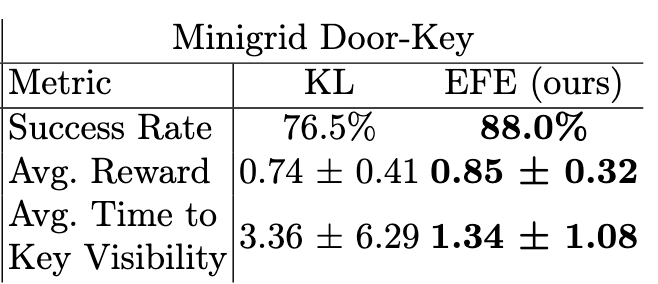 Minigrid Door-Key
Metric KL EFE (ours)
Success Rate 76.5% 88.0%
Avg. Reward 0.74 ± 0.41 0.85 ± 0.32
Avg. Time to
Key Visibility 3.36 ± 6.29 1.34 ± 1.08